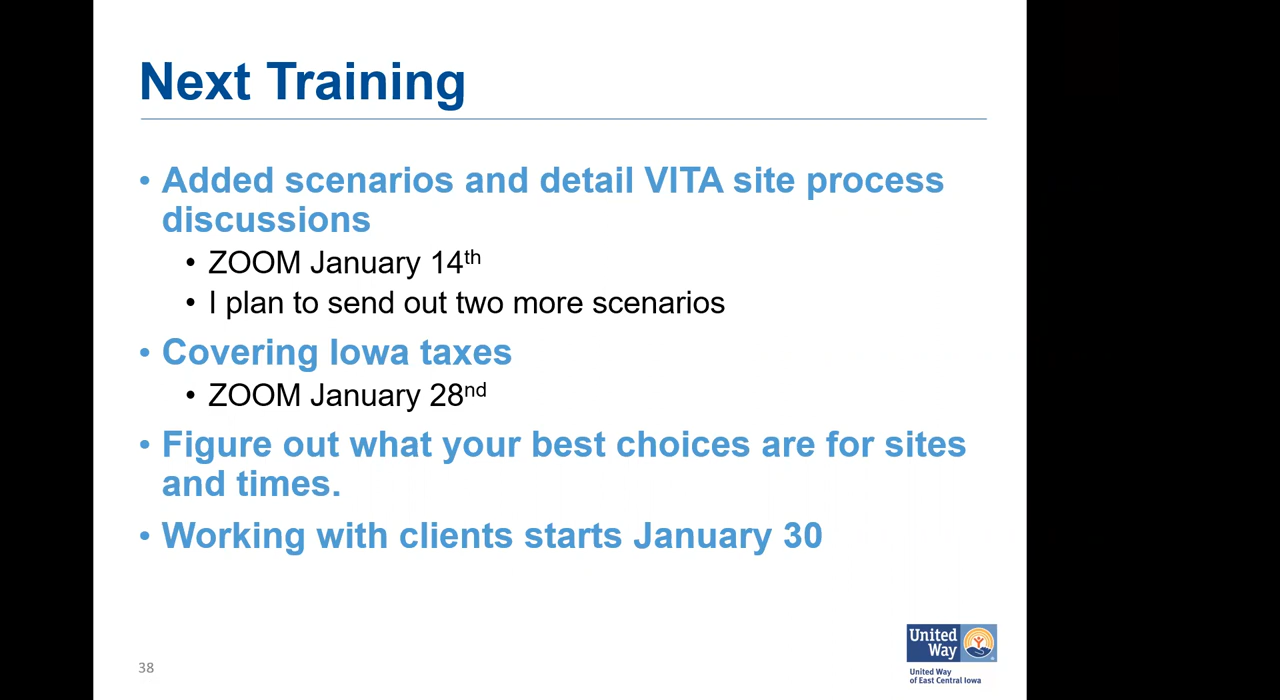 Next Training
• Added scenarios and detail VITA site process
discussions
• ZOOM January 14th
• I plan to send out two more scenarios
• Covering Iowa taxes
• ZOOM January 28nd
• Figure out what your best choices are for sites
and times.
• Working with clients starts January 30
38
United
Way
United Way
of East Central Iowa